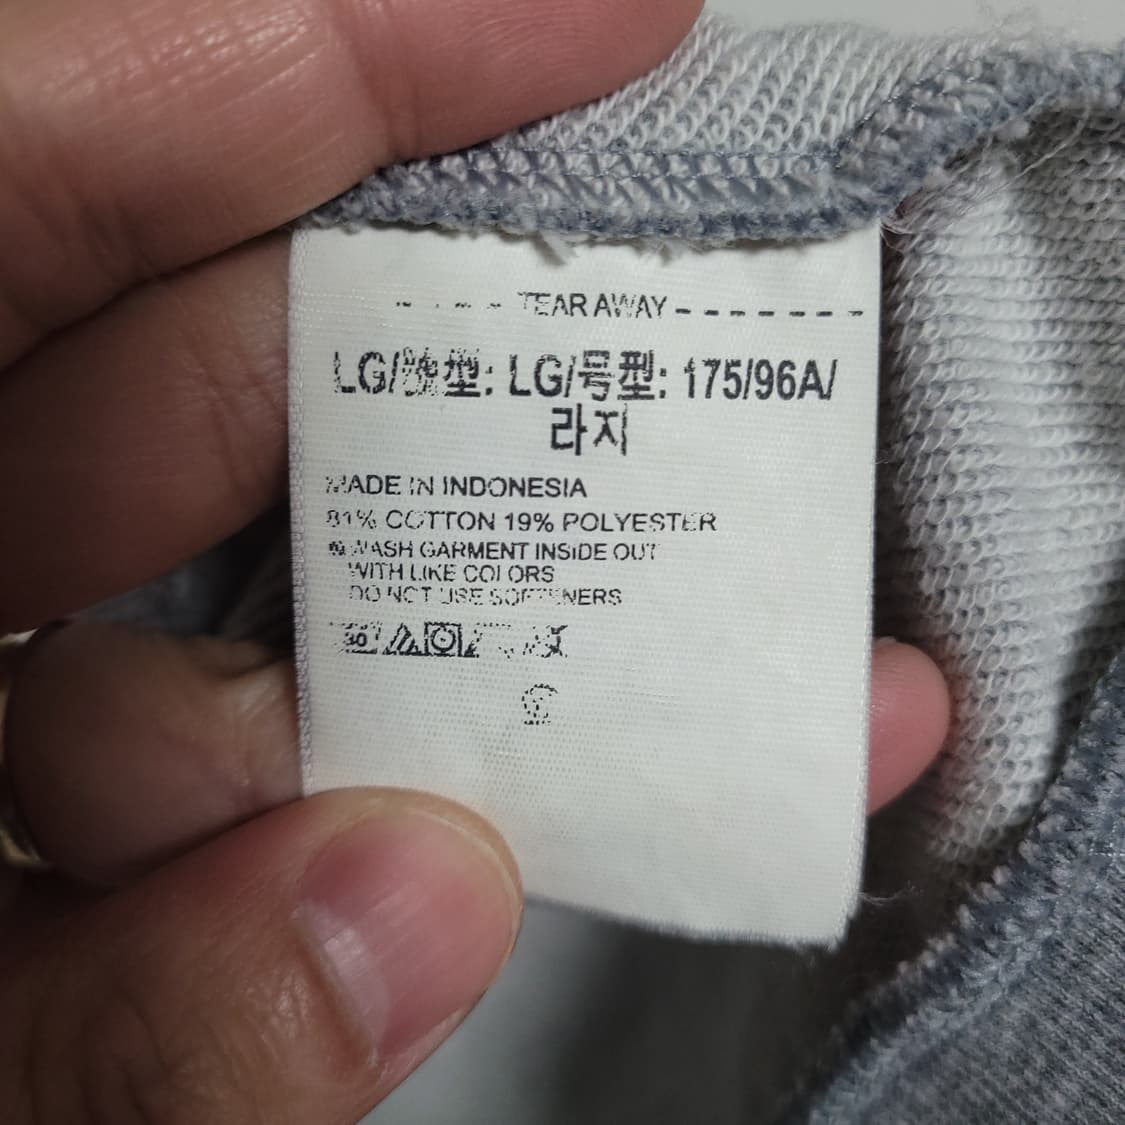 TEAR AWAY
LG/號型: LG/号型: 175/96A/
라지
MADE IN INDONESIA
81% COTTON 19% POLYESTER
WASH GARMENT INSIDE OUT
WITH LIKE COLORS
DO NOT USE SOFTENERS
30